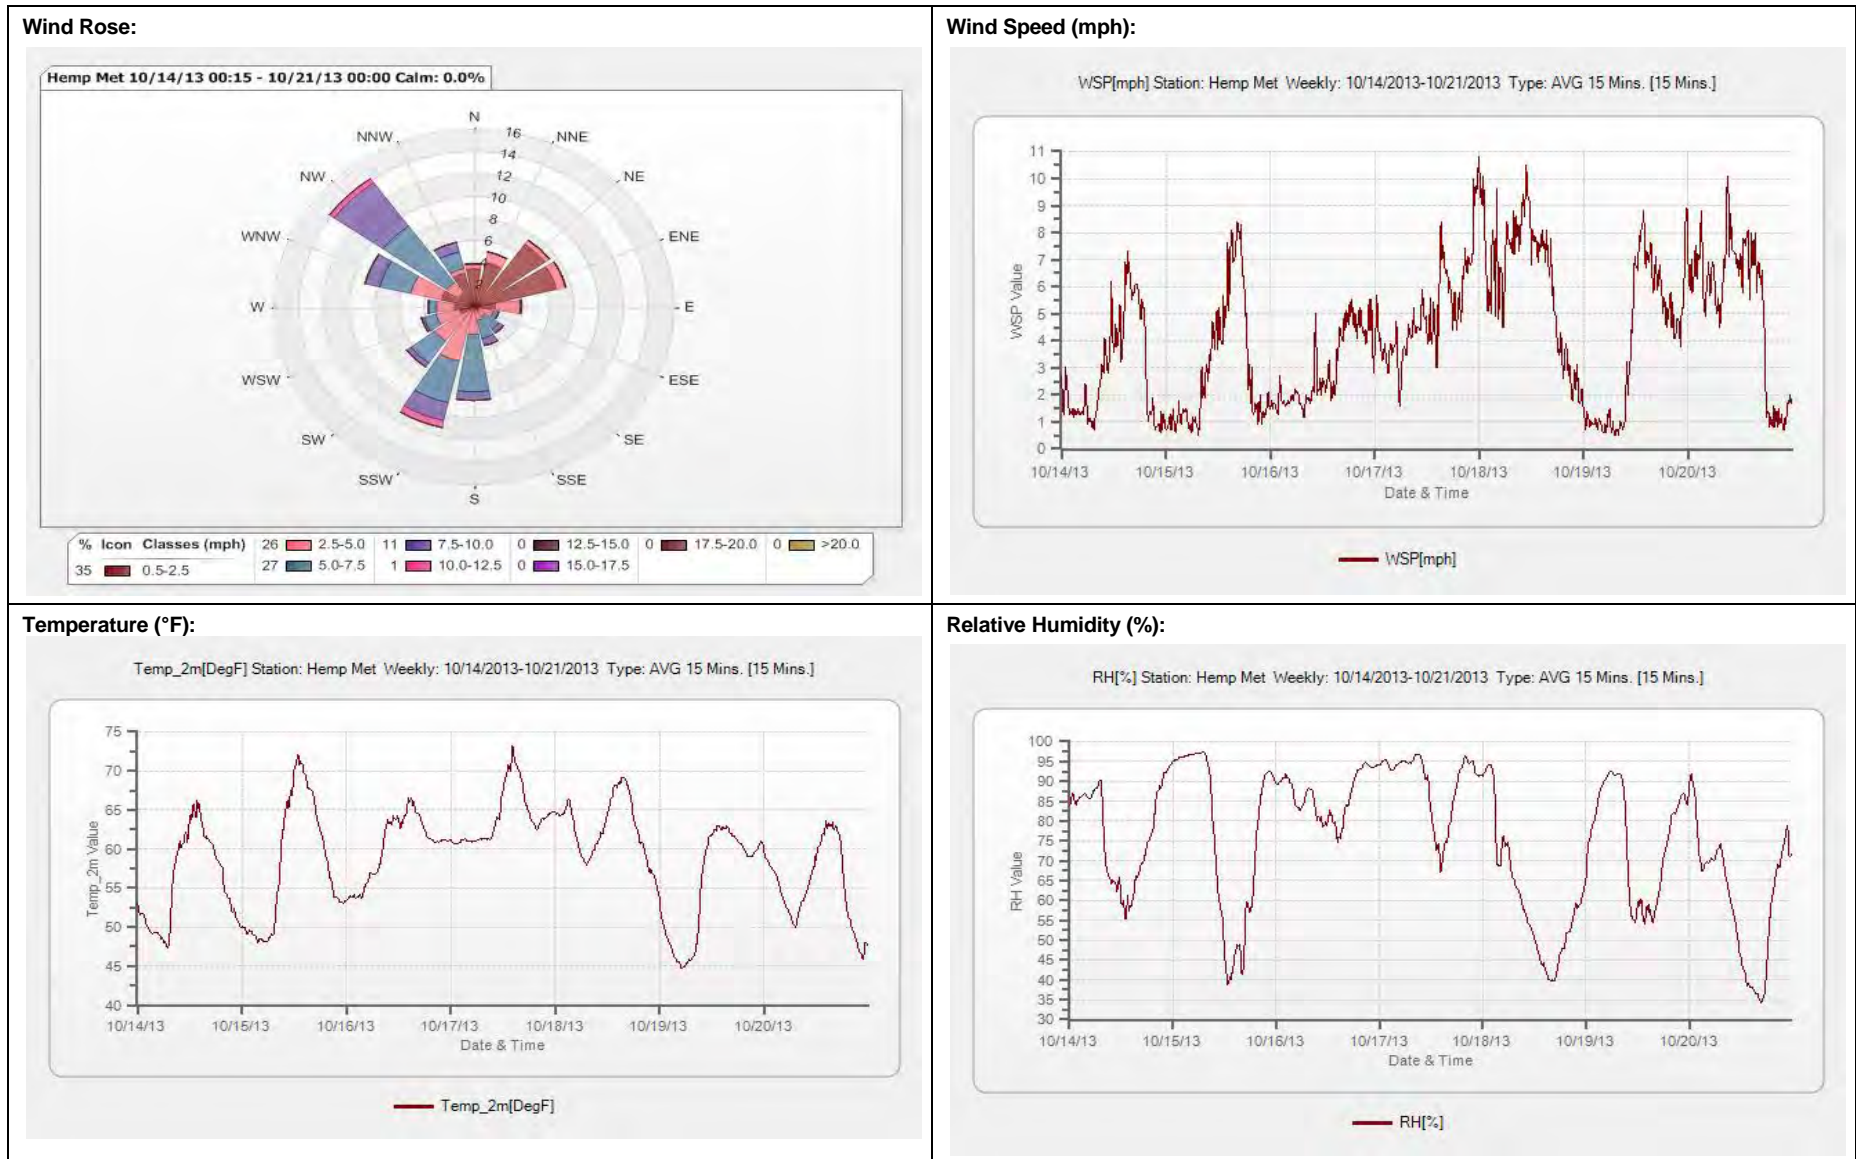 Wind Rose:
Hemp Met 10/14/13 00:15 - 10/21/13 00:00 Calm: 0.0%
N
NNW
16
NNE
14
NW
12
NE
10
8
WNW
6
ENE
4
2
W
E
WSW
ESE
SW
SE
SSW
SSE
S
% Icon Classes (mph) 26 2.5-5.0 11 7.5-10.0 0 12.5-15.0 0 17.5-20.0 0 >20.0
35 0.5-2.5 27 5.0-7.5 1 10.0-12.5 0 15.0-17.5
Wind Speed (mph):
WSP[mph] Station: Hemp Met Weekly: 10/14/2013-10/21/2013 Type: AVG 15 Mins. [15 Mins.]
WSP Value
11
10
9
8
7
6
5
4
3
2
1
0
10/14/13 10/15/13 10/16/13 10/17/13 10/18/13 10/19/13 10/20/13
Date & Time
WSP[mph]
Temperature (°F):
Temp_2m[DegF] Station: Hemp Met Weekly: 10/14/2013-10/21/2013 Type: AVG 15 Mins. [15 Mins.]
Temp_2m Value
75
70
65
60
55
50
45
40
10/14/13 10/15/13 10/16/13 10/17/13 10/18/13 10/19/13 10/20/13
Date & Time
Temp_2m[DegF]
Relative Humidity (%):
RH[%] Station: Hemp Met Weekly: 10/14/2013-10/21/2013 Type: AVG 15 Mins. [15 Mins.]
RH Value
100
95
90
85
80
75
70
65
60
55
50
45
40
35
30
10/14/13 10/15/13 10/16/13 10/17/13 10/18/13 10/19/13 10/20/13
Date & Time
RH[%]